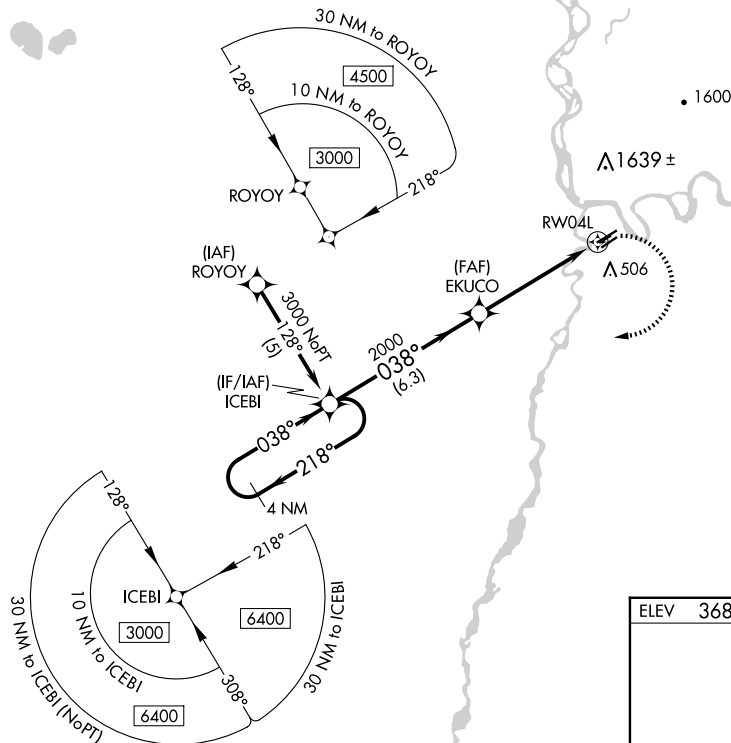 30 NM to ROYOY
4500
128°
10 NM to ROYOY
3000
218°
ROYOY
1600
1639 ±
RW04L
506
(IAF)
ROYOY
3000 NoPT
128°
(5)
(FAF)
EKUCO
2000
038°
(6.3)
(IF/IAF)
ICEBI
038°
218°
4 NM
128°
218°
ICEBI
3000
6400
10 NM to ICEBI
30 NM to ICEBI
308°
30 NM to ICEBI (NoPT)
6400
ELEV 368